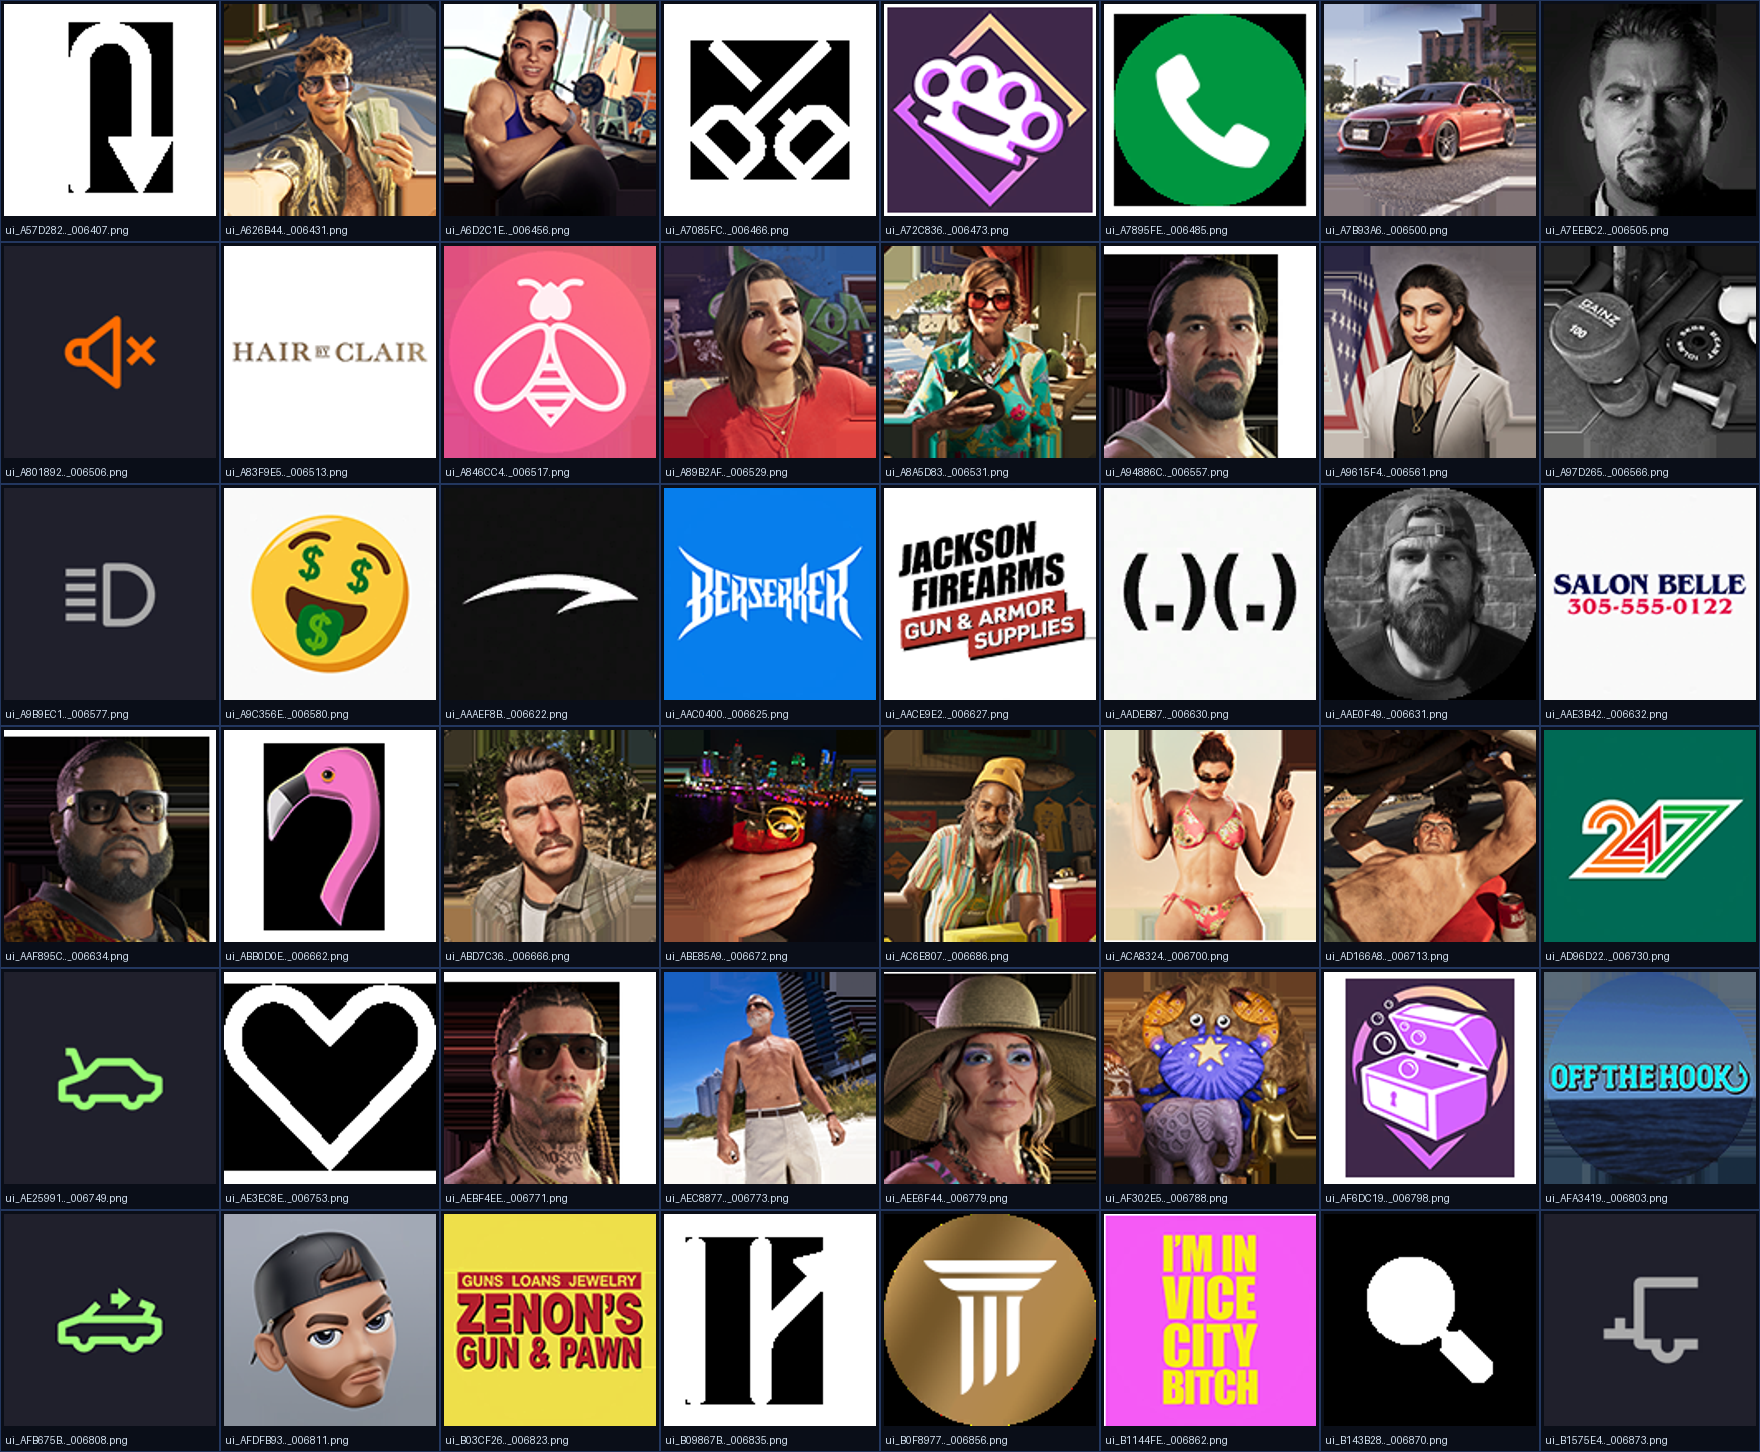 ui_A57D282.._006407.png
ui_A626B44.._006431.png
ui_A6D2C1E.._006456.png
ui_A7085FC.._006466.png
ui_A72C836.._006473.png
ui_A7895FE.._006485.png
ui_A7B93A6.._006500.png
ui_A7EEBC2.._006505.png
HAIR BY CLAIR
GAINZ
100
ui_A801892.._006506.png
ui_A83F9E5.._006513.png
ui_A846CC4.._006517.png
ui_A89B2AF.._006529.png
ui_A8A5D83.._006531.png
ui_A94886C.._006557.png
ui_A9615F4.._006561.png
ui_A97D265.._006566.png
$ $
$
BERSERKER
JACKSON
FIREARMS
GUN & ARMOR
SUPPLIES
(.)(.)
SALON BELLE
305-555-0122
ui_A9B9EC1.._006577.png
ui_A9C356E.._006580.png
ui_AAAEF8B.._006622.png
ui_AAC0400.._006625.png
ui_AACE9E2.._006627.png
ui_AADEB87.._006630.png
ui_AAE0F49.._006631.png
ui_AAE3B42.._006632.png
247
ui_AAF895C.._006634.png
ui_ABB0D0E.._006662.png
ui_ABD7C36.._006666.png
ui_ABE85A9.._006672.png
ui_AC6E807.._006686.png
ui_ACA8324.._006700.png
ui_AD166A8.._006713.png
ui_AD96D22.._006730.png
OFF THE HOOK
ui_AE25991.._006749.png
ui_AE3EC8E.._006753.png
ui_AEBF4EE.._006771.png
ui_AEC8877.._006773.png
ui_AEE6F44.._006779.png
ui_AF302E5.._006788.png
ui_AF6DC19.._006798.png
ui_AFA3419.._006803.png
GUNS LOANS JEWELRY
ZENON'S
GUN & PAWN
I'M IN
VICE
CITY
BITCH
ui_AFB675B.._006808.png
ui_AFDFB93.._006811.png
ui_B03CF26.._006823.png
ui_B09867B.._006835.png
ui_B0F8977.._006856.png
ui_B1144FE.._006862.png
ui_B143B28.._006870.png
ui_B1575E4.._006873.png